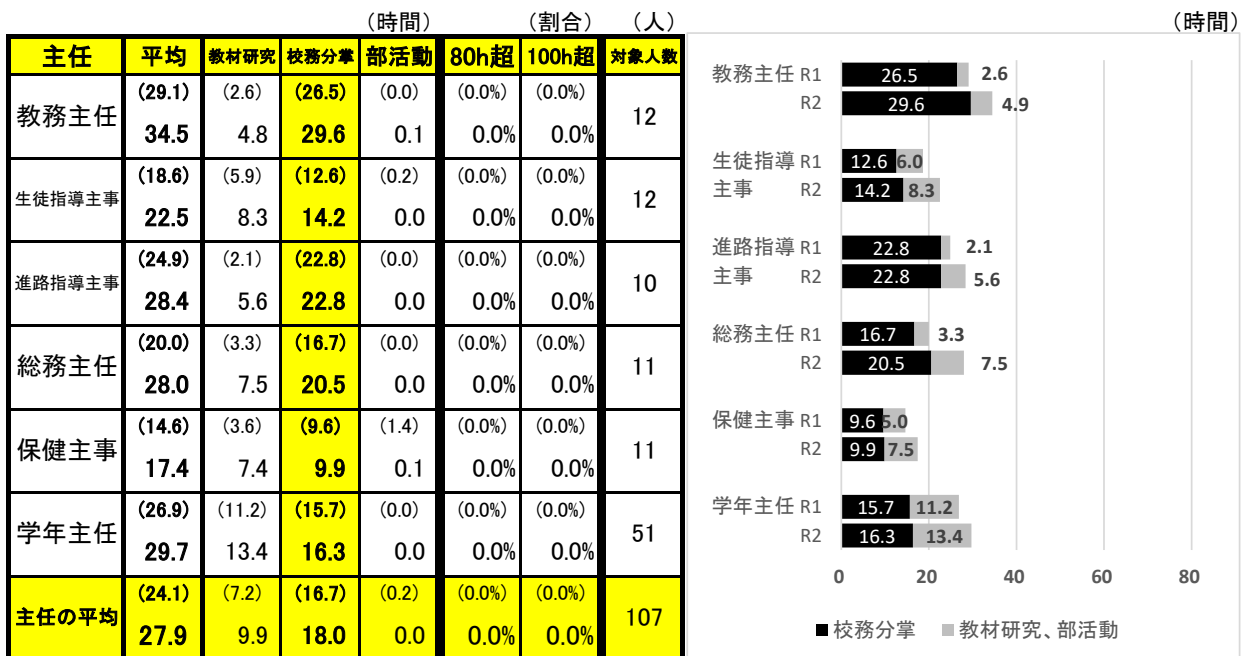 （時間）　（割合）　（人）
主任　平均　教材研究　校務分掌　部活動　80h超　100h超　対象人数
教務主任　(29.1)　(2.6)　(26.5)　(0.0)　(0.0%)　(0.0%)　12
34.5　4.8　29.6　0.1　0.0%　0.0%
生徒指導主事　(18.6)　(5.9)　(12.6)　(0.2)　(0.0%)　(0.0%)　12
22.5　8.3　14.2　0.0　0.0%　0.0%
進路指導主事　(24.9)　(2.1)　(22.8)　(0.0)　(0.0%)　(0.0%)　10
28.4　5.6　22.8　0.0　0.0%　0.0%
総務主任　(20.0)　(3.3)　(16.7)　(0.0)　(0.0%)　(0.0%)　11
28.0　7.5　20.5　0.0　0.0%　0.0%
保健主事　(14.6)　(3.6)　(9.6)　(1.4)　(0.0%)　(0.0%)　11
17.4　7.4　9.9　0.1　0.0%　0.0%
学年主任　(26.9)　(11.2)　(15.7)　(0.0)　(0.0%)　(0.0%)　51
29.7　13.4　16.3　0.0　0.0%　0.0%
主任の平均　(24.1)　(7.2)　(16.7)　(0.2)　(0.0%)　(0.0%)　107
27.9　9.9　18.0　0.0　0.0%　0.0%
（時間）
教務主任 R1　26.5　2.6
R2　29.6　4.9
生徒指導 R1　12.6　6.0
主事　R2　14.2　8.3
進路指導 R1　22.8　2.1
主事　R2　22.8　5.6
総務主任 R1　16.7　3.3
R2　20.5　7.5
保健主事 R1　9.6　5.0
R2　9.9　7.5
学年主任 R1　15.7　11.2
R2　16.3　13.4
0　20　40　60　80
■校務分掌　■教材研究、部活動